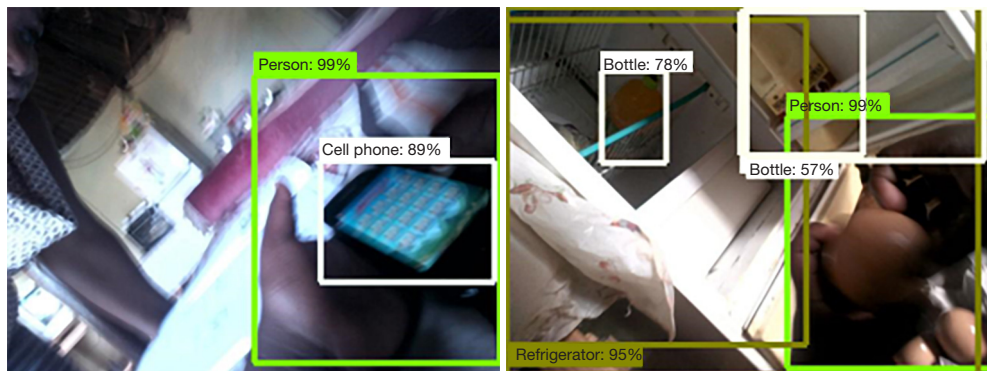 Person: 99%
Cell phone: 89%
Bottle: 78%
Person: 99%
Bottle: 57%
Refrigerator: 95%